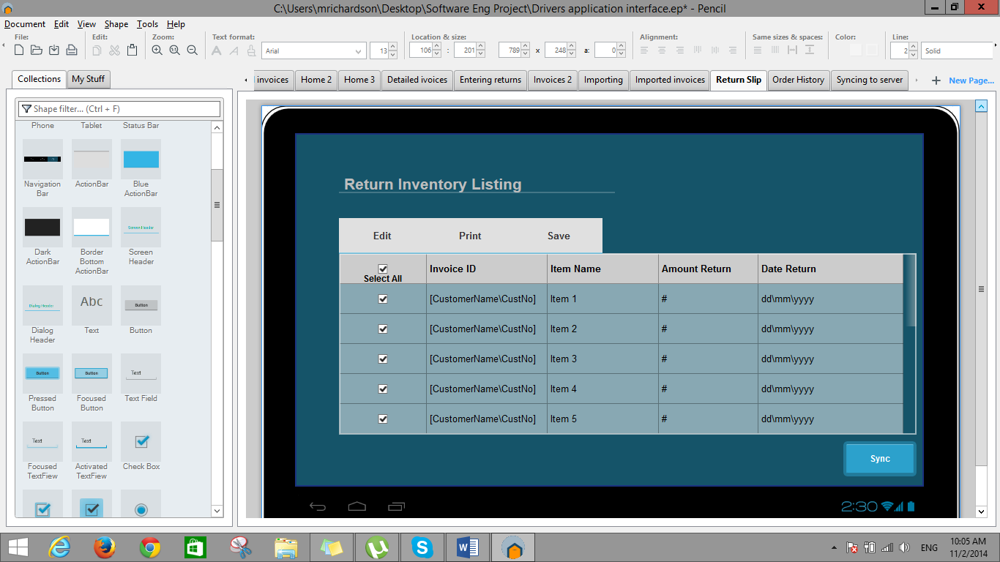 C:\Users\mrichardson\Desktop\Software Eng Project\Drivers application interface.ep* - Pencil
Document Edit View Shape Tools Help
File: Edit: Zoom: Text format: Location & size: Alignment: Same sizes & spaces: Color: Line:
Arial 13 106 : 201 789 x 248 a: 0 2 Solid
Collections My Stuff
invoices Home 2 Home 3 Detailed ivoices Entering returns Invoices 2 Importing Imported invoices Return Slip Order History Syncing to server New Page...
Shape filter... (Ctrl + F)
Phone Tablet Status Bar
Navigation Bar
ActionBar
Blue ActionBar
Dark ActionBar
Border Bottom ActionBar
Screen Header
Screen Header
Dialog Header
Dialog Header
Abc
Text
Button
Button
Button
Pressed Button
Button
Focused Button
Text
Text Field
Text
Focused TextFiew
Text
Activated TextFiew
Check Box
Return Inventory Listing
Edit Print Save
Select All Invoice ID Item Name Amount Return Date Return
[CustomerName\CustNo] Item 1 # dd\mm\yyyy
[CustomerName\CustNo] Item 2 # dd\mm\yyyy
[CustomerName\CustNo] Item 3 # dd\mm\yyyy
[CustomerName\CustNo] Item 4 # dd\mm\yyyy
[CustomerName\CustNo] Item 5 # dd\mm\yyyy
Sync
2:30
ENG
10:05 AM
11/2/2014